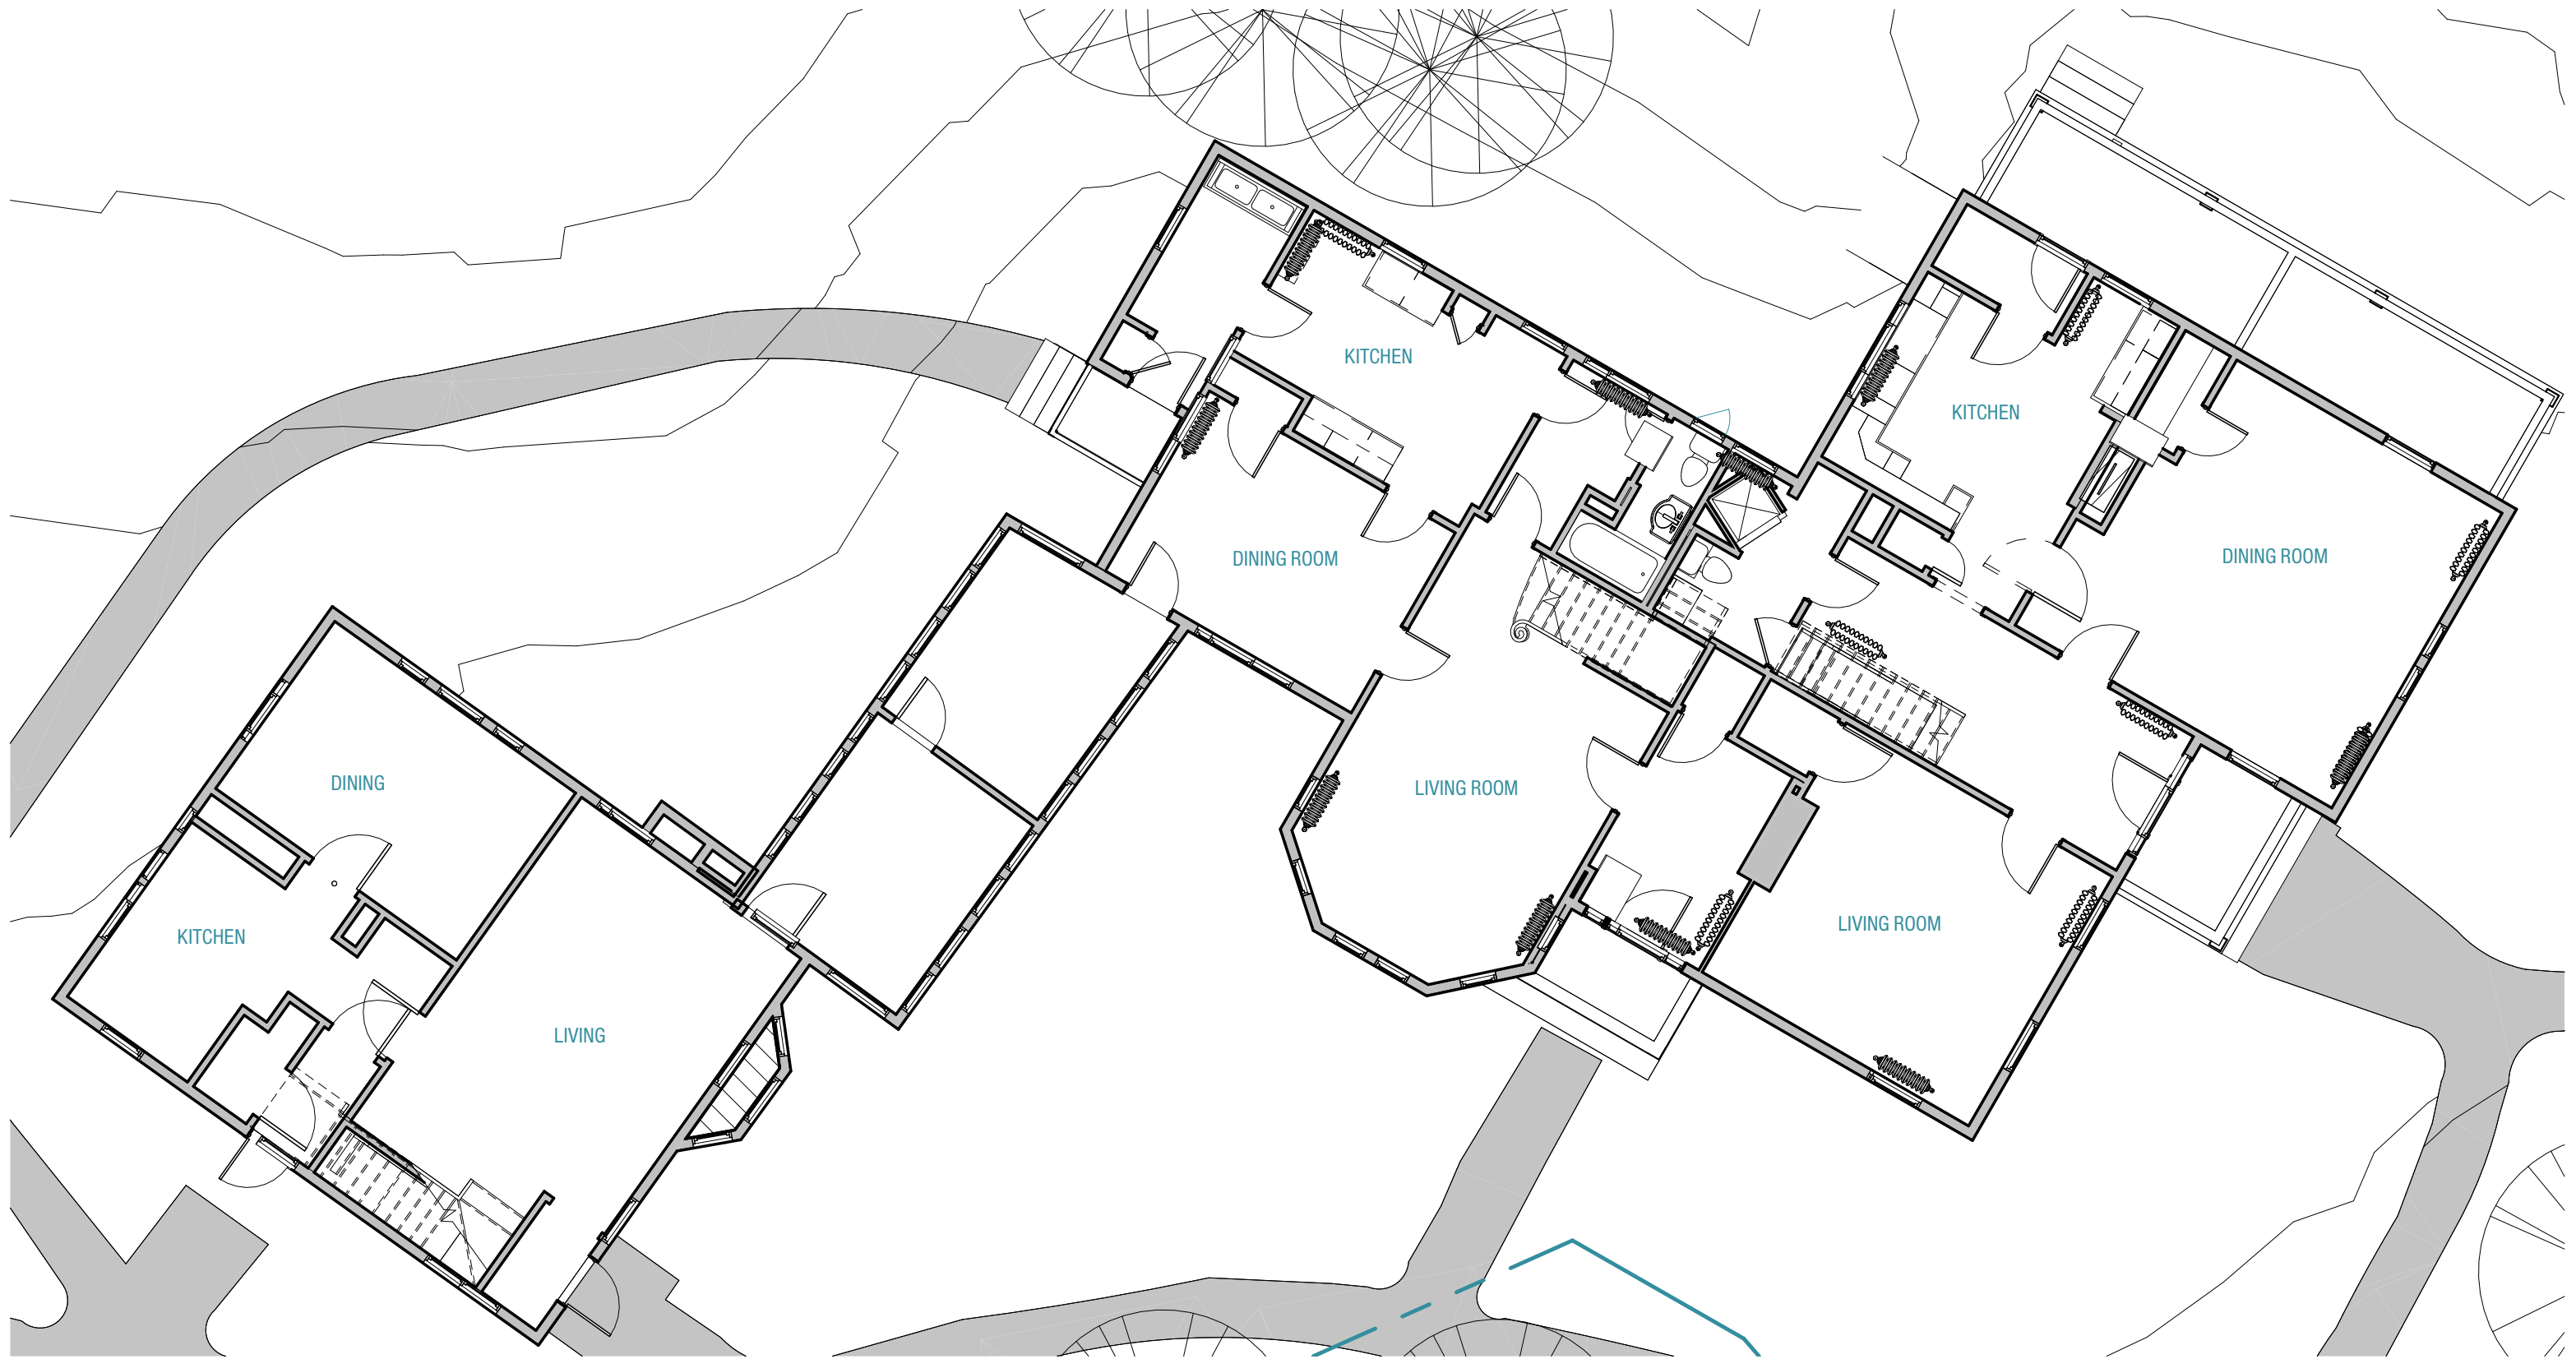 KITCHEN
KITCHEN
DINING ROOM
DINING ROOM
DINING
LIVING ROOM
LIVING ROOM
KITCHEN
LIVING